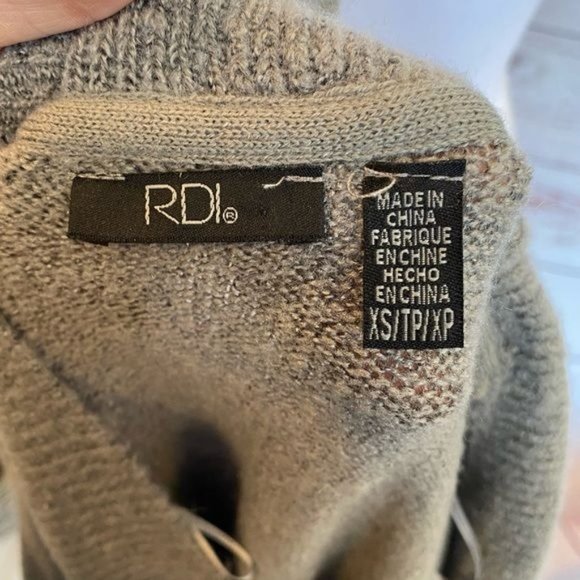 RDI®
MADE IN
CHINA
FABRIQUE
EN CHINE
HECHO
EN CHINA
XS/TP/XP